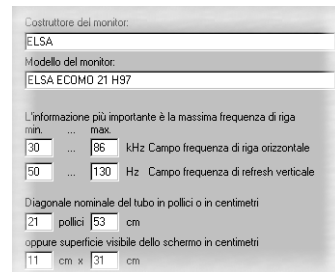 Costruttore del monitor:
ELSA
Modello del monitor:
ELSA ECOMO 21 H97
L'informazione più importante è la massima frequenza di riga
min. ... max.
30 ... 86 kHz Campo frequenza di riga orizzontale
50 ... 130 Hz Campo frequenza di refresh verticale
Diagonale nominale del tubo in pollici o in centimetri
21 pollici 53 cm
oppure superficie visibile dello schermo in centimetri
11 cm x 31 cm